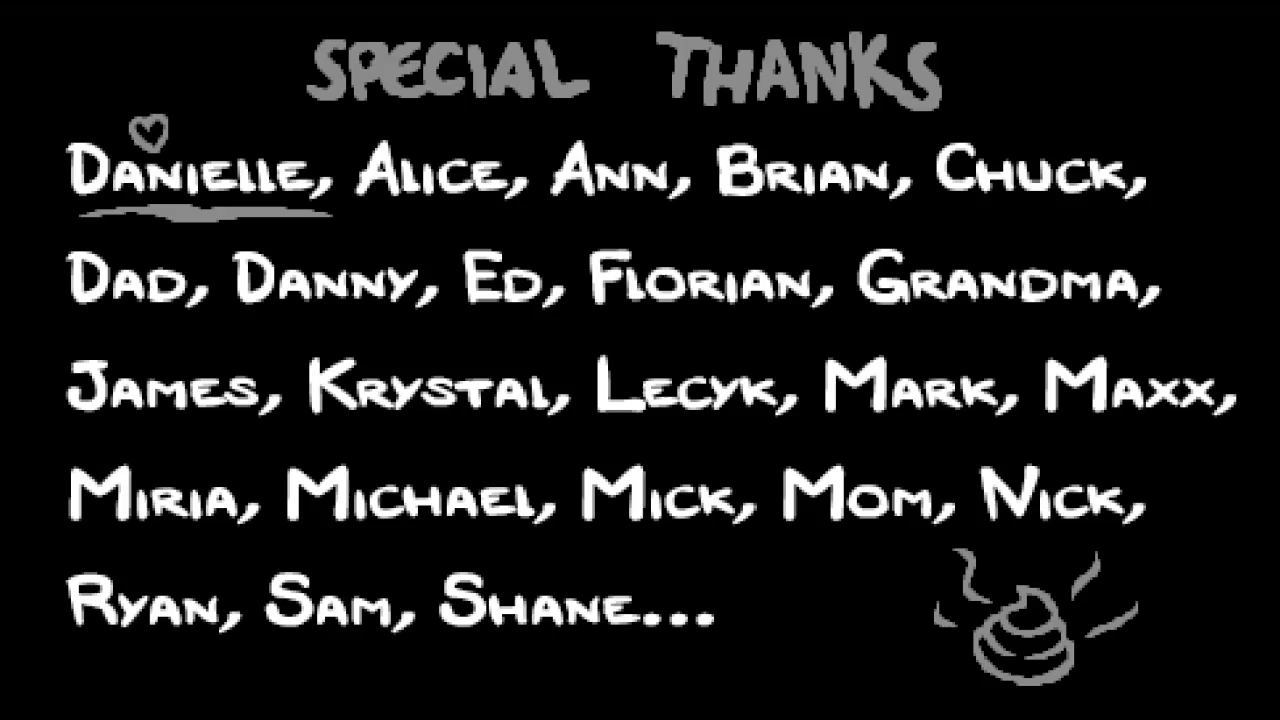 SPECIAL THANKS
DANIELLE, ALICE, ANN, BRIAN, CHUCK,
DAD, DANNY, ED, FLORIAN, GRANDMA,
JAMES, KRYSTAL, LECYK, MARK, MAXX,
MIRIA, MICHAEL, MICK, MOM, NICK,
RYAN, SAM, SHANE...